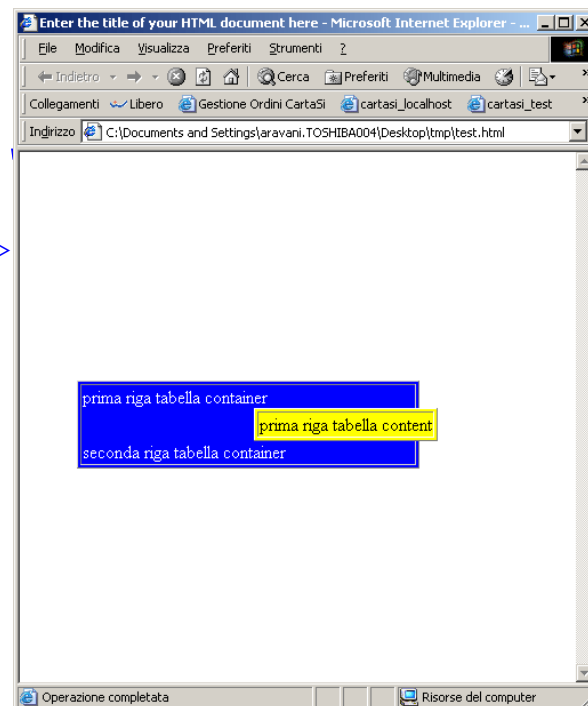 Enter the title of your HTML document here - Microsoft Internet Explorer - ...
File Modifica Visualizza Preferiti Strumenti ?
Indietro Cerca Preferiti Multimedia
Collegamenti Libero Gestione Ordini CartaSi cartasi_localhost cartasi_test »
Indirizzo C:\Documents and Settings\aravani.TOSHIBA004\Desktop\tmp\test.html
>
prima riga tabella container
prima riga tabella content
seconda riga tabella container
Operazione completata Risorse del computer